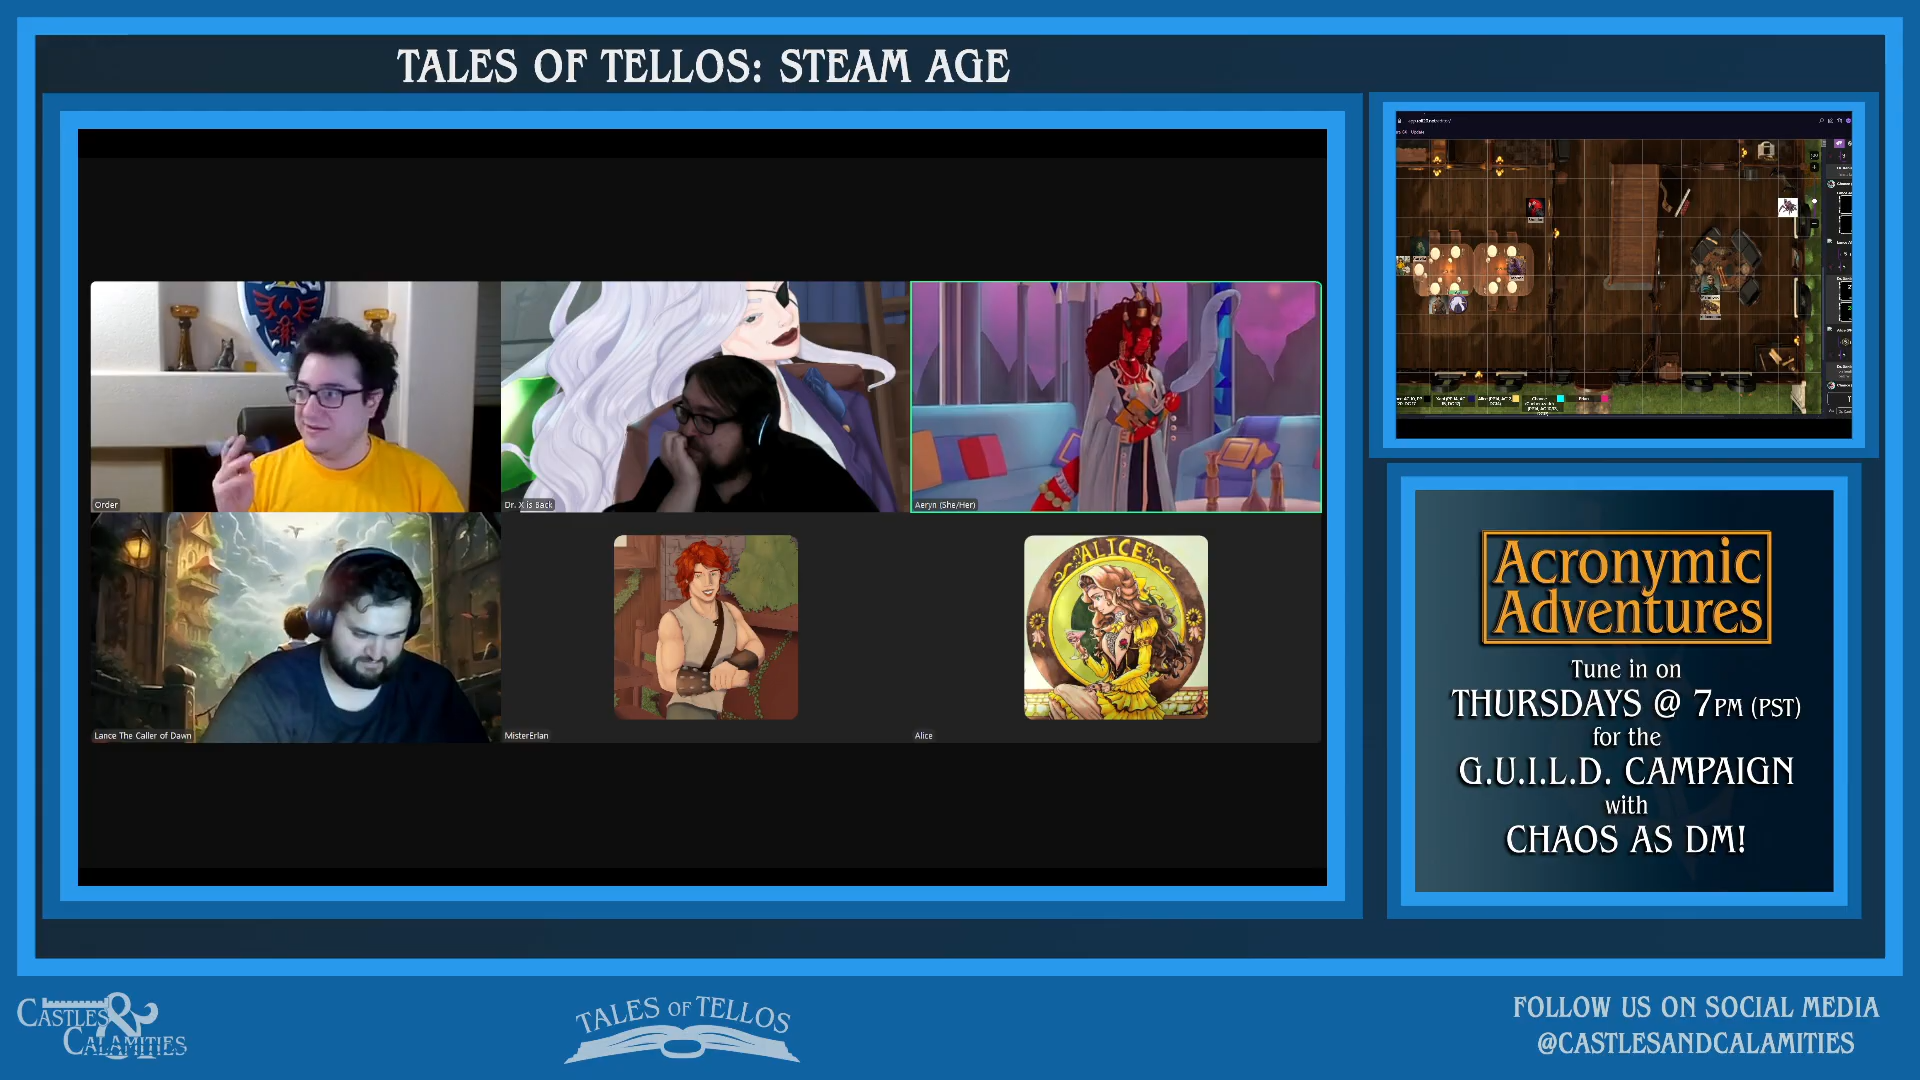 TALES OF TELLOS: STEAM AGE
Order
Dr. X is Back
Aeryn (She/Her)
Lance The Caller of Dawn
MisterErlan
ALICE
Alice
Acronymic
Adventures
Tune in on
THURSDAYS @ 7PM (PST)
for the
G.U.I.L.D. CAMPAIGN
with
CHAOS AS DM!
CASTLES &
CALAMITIES
TALES OF TELLOS
FOLLOW US ON SOCIAL MEDIA
@CASTLESANDCALAMITIES